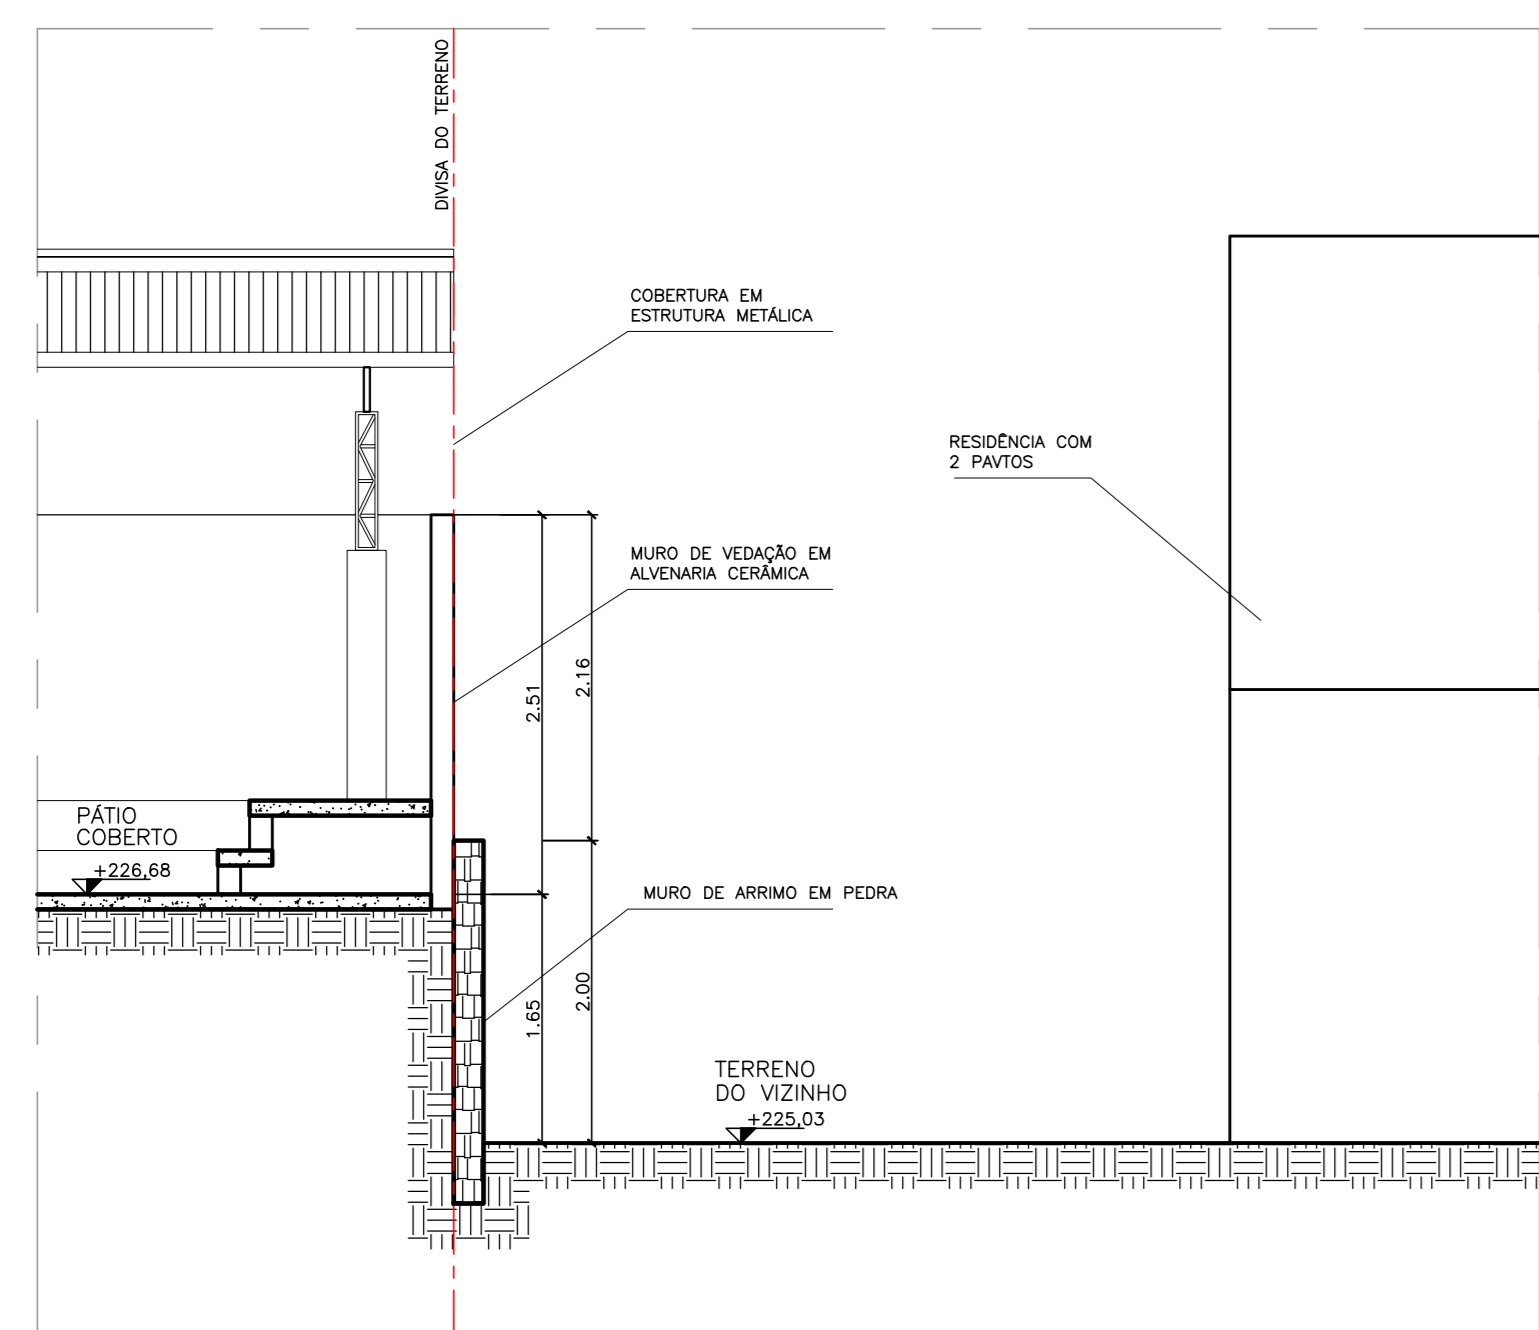 DIVISA DO TERRENO
COBERTURA EM
ESTRUTURA METÁLICA
RESIDÊNCIA COM
2 PAVTOS
MURO DE VEDAÇÃO EM
ALVENARIA CERÂMICA
2.51
2.16
PÁTIO
COBERTO
+226,68
MURO DE ARRIMO EM PEDRA
1.65
2.00
TERRENO
DO VIZINHO
+225,03